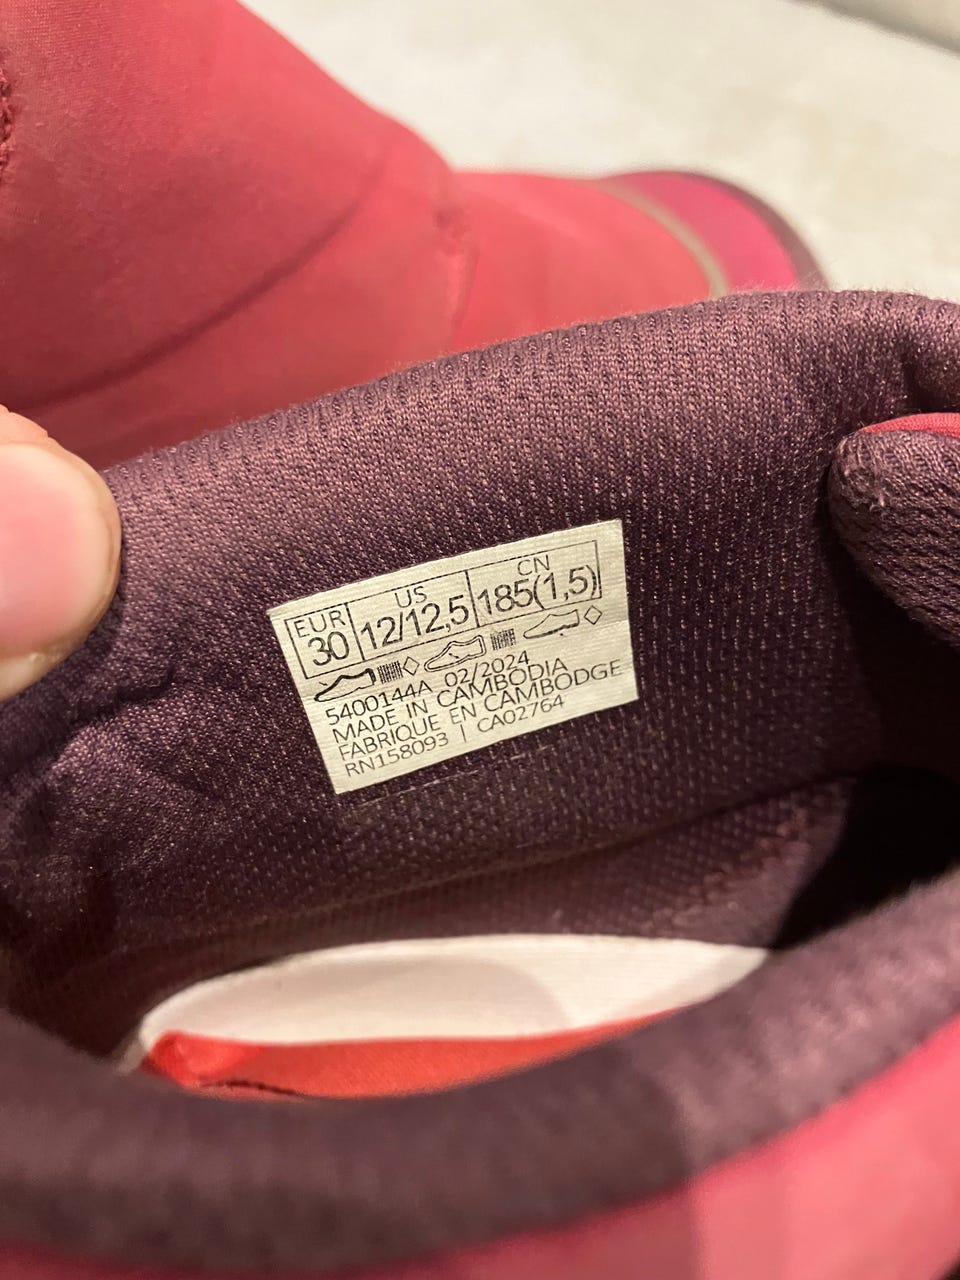 EUR US CN
30 12/12,5 185(1,5)
5400144A 02/2024
MADE IN CAMBODIA
FABRIQUE EN CAMBODGE
RN158093 | CA02764